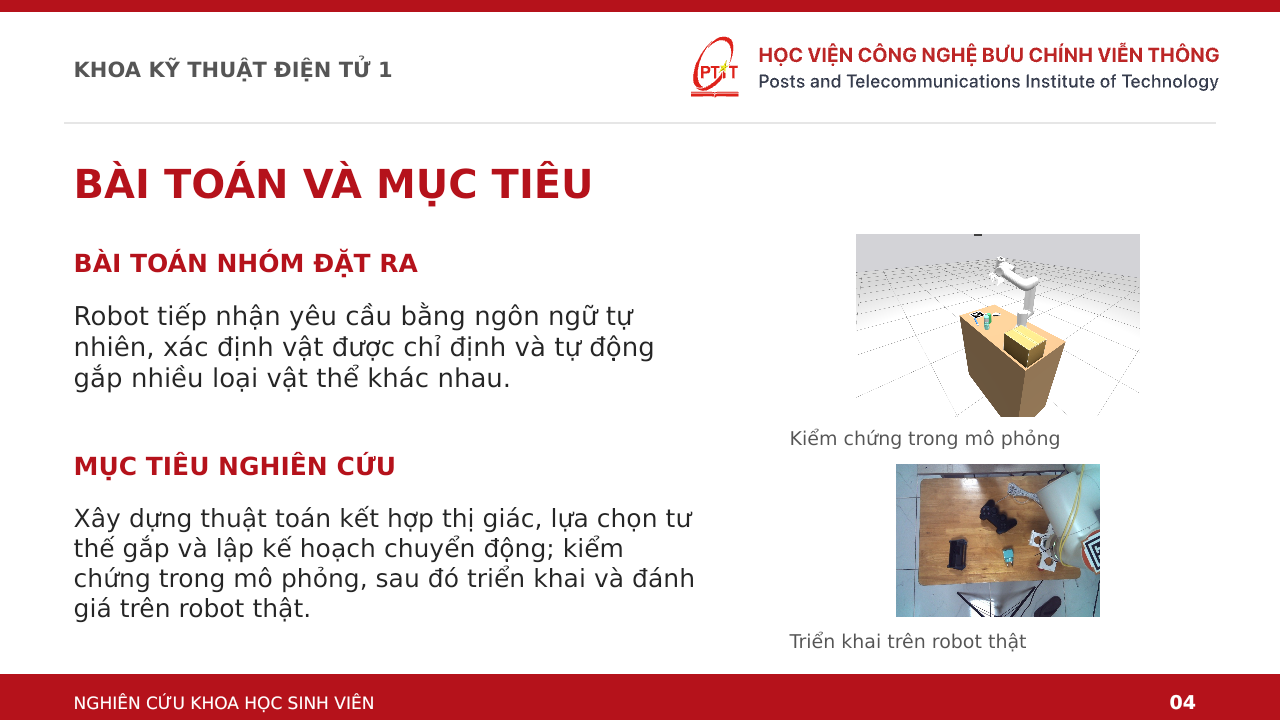 KHOA KỸ THUẬT ĐIỆN TỬ 1
PTIT
HỌC VIỆN CÔNG NGHỆ BƯU CHÍNH VIỄN THÔNG
Posts and Telecommunications Institute of Technology
BÀI TOÁN VÀ MỤC TIÊU
BÀI TOÁN NHÓM ĐẶT RA
Robot tiếp nhận yêu cầu bằng ngôn ngữ tự
nhiên, xác định vật được chỉ định và tự động
gắp nhiều loại vật thể khác nhau.
MỤC TIÊU NGHIÊN CỨU
Xây dựng thuật toán kết hợp thị giác, lựa chọn tư
thế gắp và lập kế hoạch chuyển động; kiểm
chứng trong mô phỏng, sau đó triển khai và đánh
giá trên robot thật.
Kiểm chứng trong mô phỏng
Triển khai trên robot thật
NGHIÊN CỨU KHOA HỌC SINH VIÊN
04